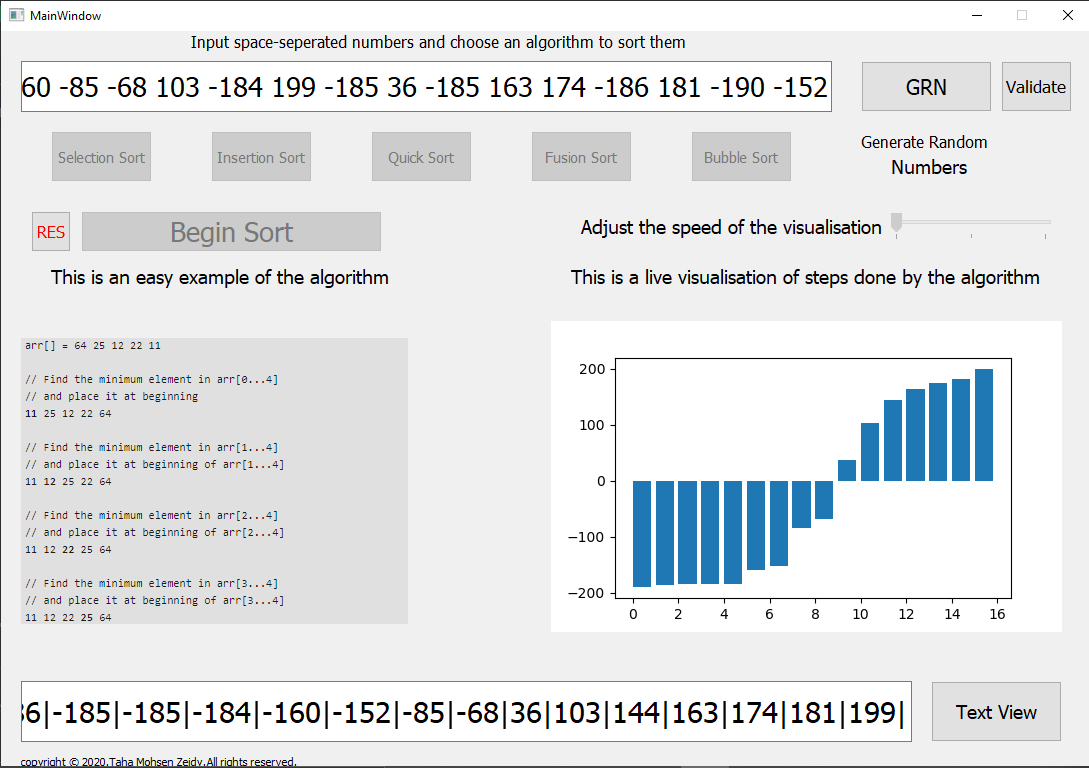 MainWindow
Input space-seperated numbers and choose an algorithm to sort them
60 -85 -68 103 -184 199 -185 36 -185 163 174 -186 181 -190 -152
GRN
Validate
Selection Sort
Insertion Sort
Quick Sort
Fusion Sort
Bubble Sort
Generate Random
Numbers
RES
Begin Sort
Adjust the speed of the visualisation
This is an easy example of the algorithm
This is a live visualisation of steps done by the algorithm
arr[] = 64 25 12 22 11
// Find the minimum element in arr[0...4]
// and place it at beginning
11 25 12 22 64
// Find the minimum element in arr[1...4]
// and place it at beginning of arr[1...4]
11 12 25 22 64
// Find the minimum element in arr[2...4]
// and place it at beginning of arr[2...4]
11 12 22 25 64
// Find the minimum element in arr[3...4]
// and place it at beginning of arr[3...4]
11 12 22 25 64
200
100
0
−100
−200
0 2 4 6 8 10 12 14 16
6|-185|-185|-184|-160|-152|-85|-68|36|103|144|163|174|181|199|
Text View
copyright © 2020.Taha Mohsen Zeidy.All rights reserved.